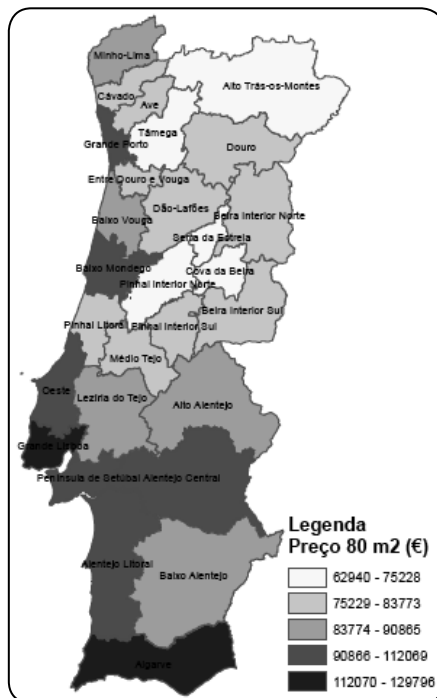 Minho-Lima
Alto Trás-os-Montes
Cávado
Ave
Tâmega
Grande Porto
Douro
Entre Douro e Vouga
Dão-Lafões
Baixo Vouga
Beira Interior Norte
Serra da Estrela
Baixo Mondego
Cova da Beira
Pinhal Interior Norte
Beira Interior Sul
Pinhal Litoral
Pinhal Interior Sul
Médio Tejo
Oeste
Lezíria do Tejo
Alto Alentejo
Grande Lisboa
Península de Setúbal
Alentejo Central
Alentejo Litoral
Baixo Alentejo
Algarve
Legenda
Preço 80 m2 (€)
62940 - 75228
75229 - 83773
83774 - 90865
90866 - 112069
112070 - 129796